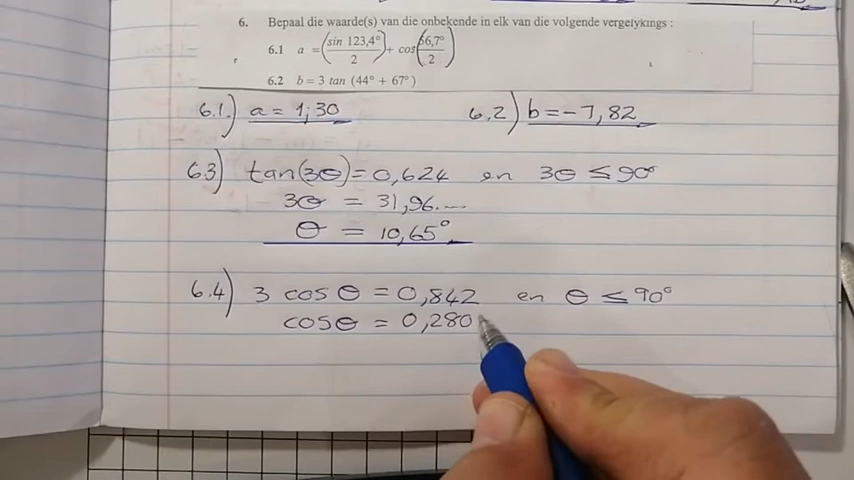 6. Bepaal die waarde(s) van die onbekende in elk van die volgende vergelykings :
6.1 a = (sin 123,4° / 2) + cos (66,7° / 2)
6.2 b = 3 tan (44° + 67°)
6.1.) a = 1,30
6.2) b = -7,82
6.3) tan(3θ) = 0,624 en 3θ ≤ 90°
3θ = 31,96....
θ = 10,65°
6.4) 3 cos θ = 0,842 en θ ≤ 90°
cosθ = 0,280